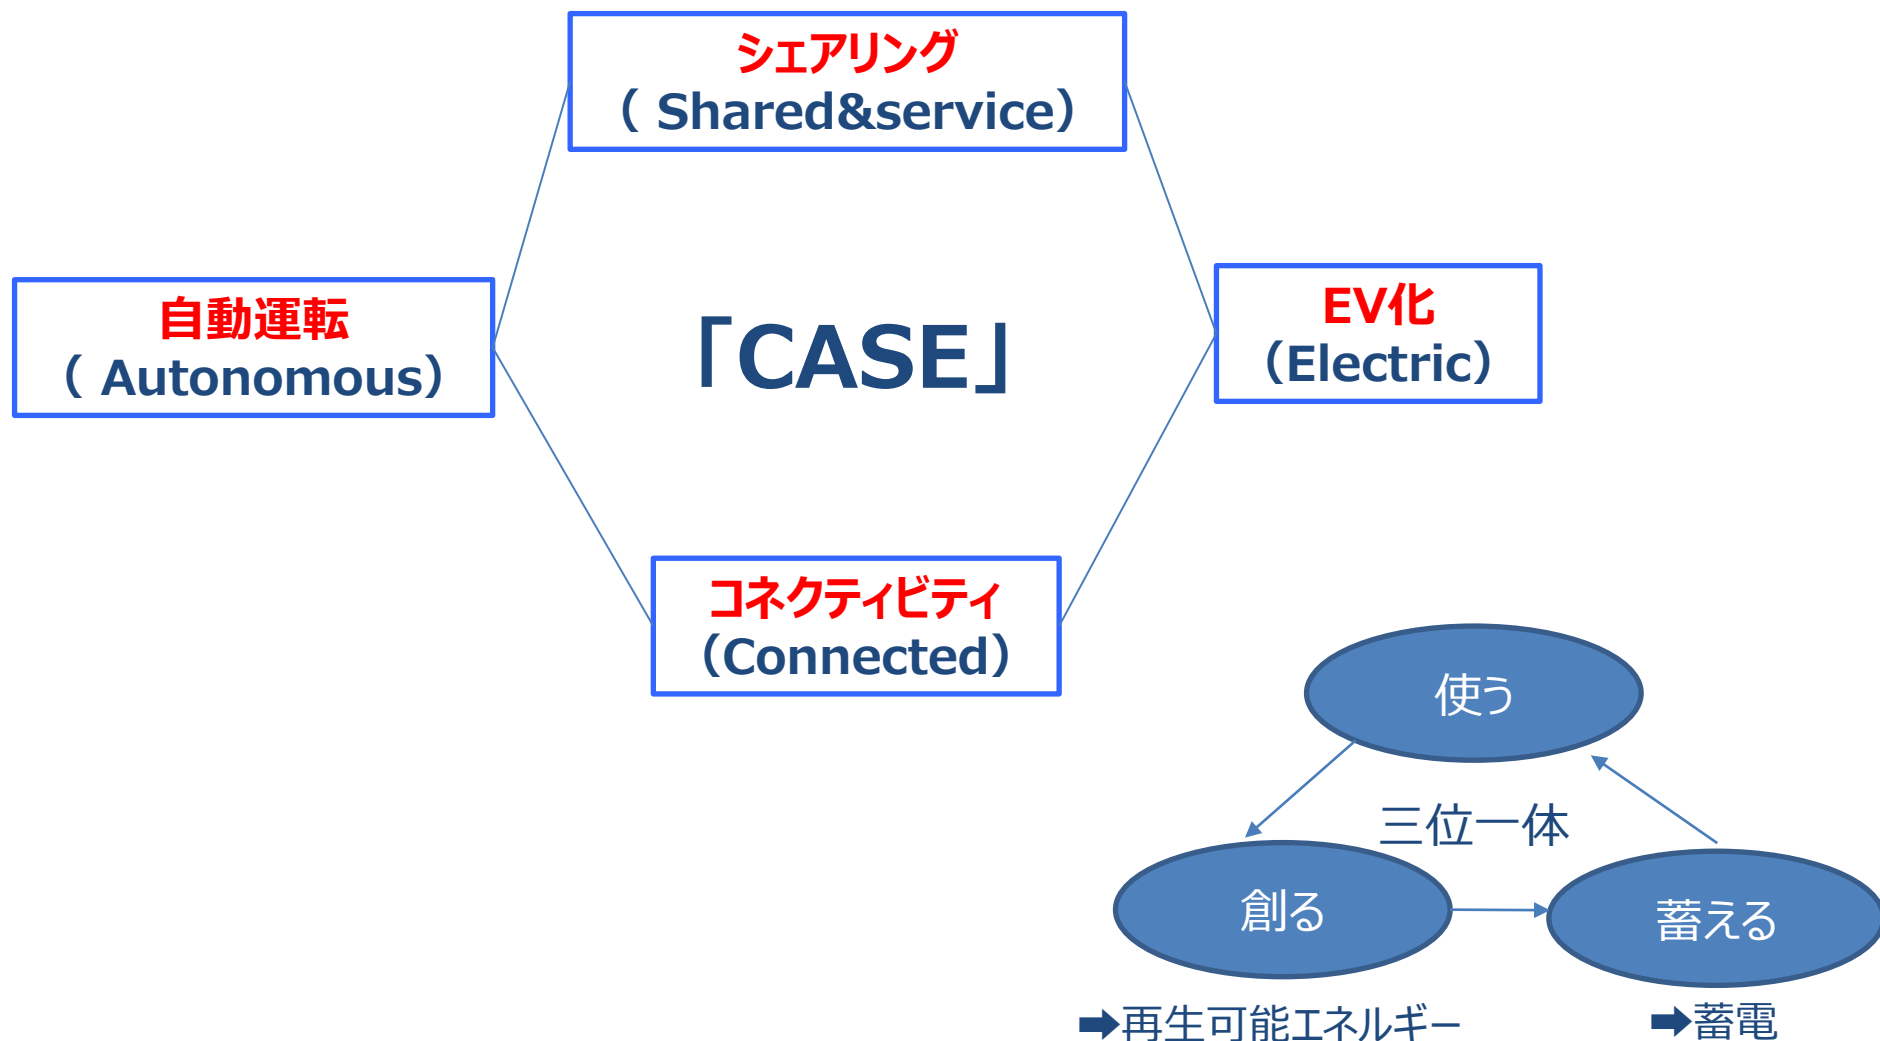 シェアリング
（ Shared&service）
自動運転
（ Autonomous）
「CASE」
EV化
（Electric）
コネクティビティ
（Connected）
使う
三位一体
創る
蓄える
➡再生可能エネルギー
➡蓄電